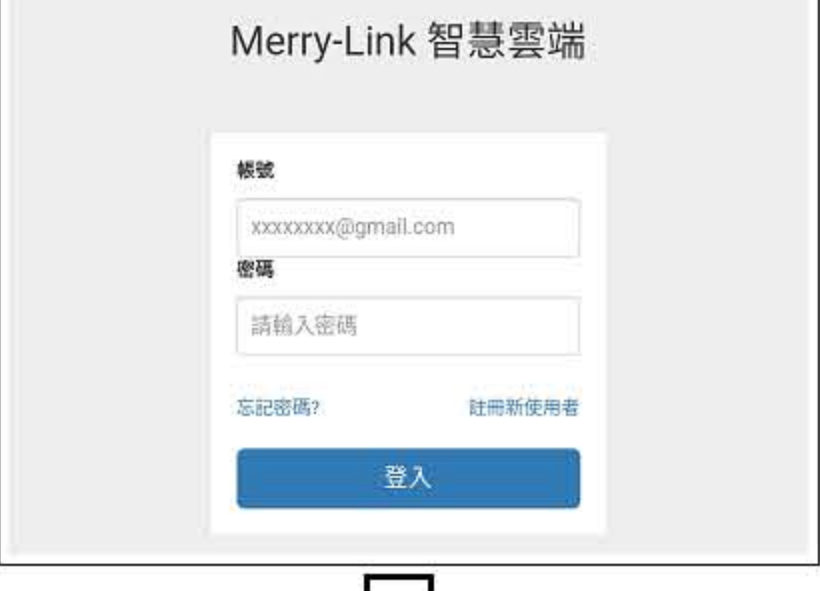 Merry-Link 智慧雲端
帳號
xxxxxxxx@gmail.com
密碼
請輸入密碼
忘記密碼? 註冊新使用者
登入